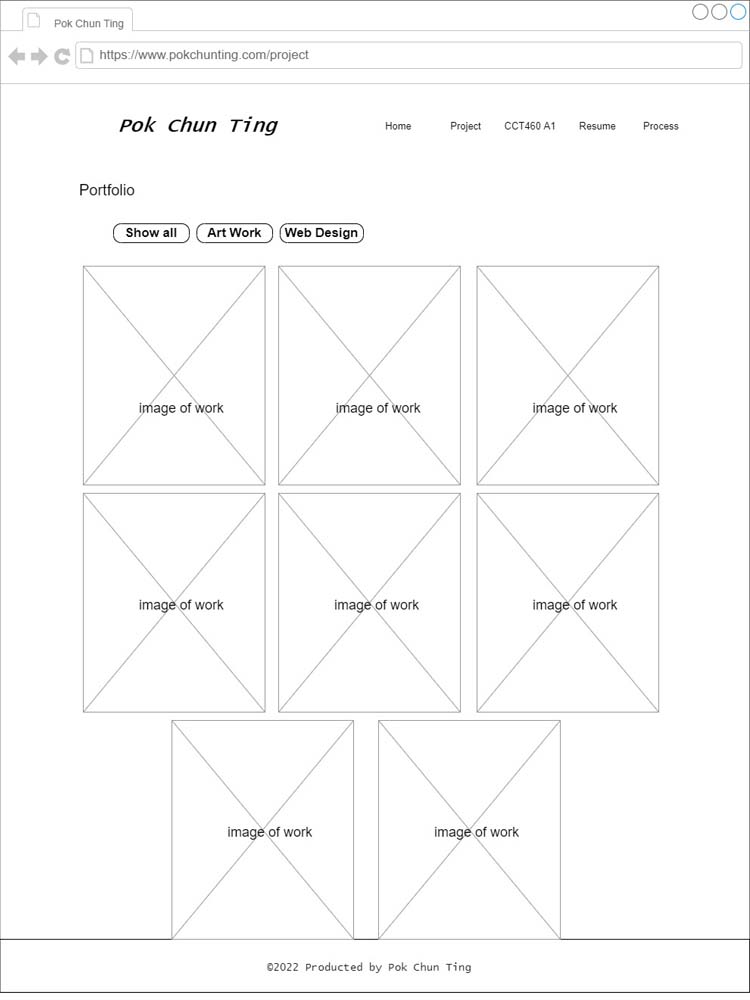 Pok Chun Ting
https://www.pokchunting.com/project
Pok Chun Ting
Home Project CCT460 A1 Resume Process
Portfolio
Show all Art Work Web Design
image of work image of work image of work
image of work image of work image of work
image of work image of work
©2022 Producted by Pok Chun Ting